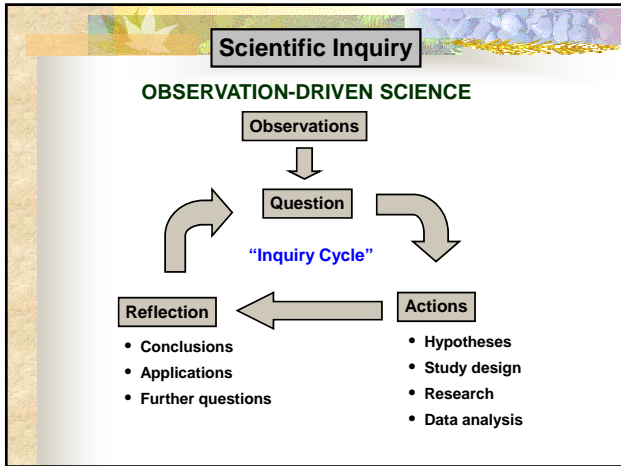 Scientific Inquiry
OBSERVATION-DRIVEN SCIENCE
Observations
Question
“Inquiry Cycle”
Reflection
• Conclusions
• Applications
• Further questions
Actions
• Hypotheses
• Study design
• Research
• Data analysis